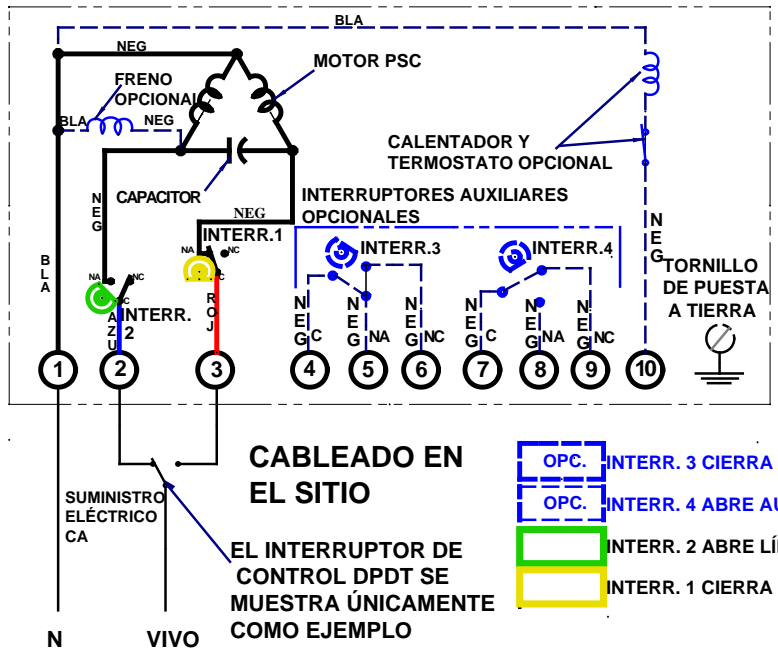 BLA
NEG
MOTOR PSC
FRENO
OPCIONAL
BLA
NEG
CALENTADOR Y
TERMOSTATO OPCIONAL
CAPACITOR
INTERRUPTORES AUXILIARES
OPCIONALES
NEG
NEG
INTERR.1
NA
NC
C
INTERR.3
INTERR.4
NEG
BLA
NA
NC
C
INTERR.
2
AZU
ROJ
TORNILLO
DE PUESTA
A TIERRA
NEG
C
NEG
NA
NEG
NC
NEG
C
NEG
NA
NEG
NC
1
2
3
4
5
6
7
8
9
10
CABLEADO EN
EL SITIO
SUMINISTRO
ELÉCTRICO
CA
EL INTERRUPTOR DE
CONTROL DPDT SE
MUESTRA ÚNICAMENTE
COMO EJEMPLO
N
VIVO
OPC.
INTERR. 3 CIERRA
OPC.
INTERR. 4 ABRE AU
INTERR. 2 ABRE LÍ
INTERR. 1 CIERRA